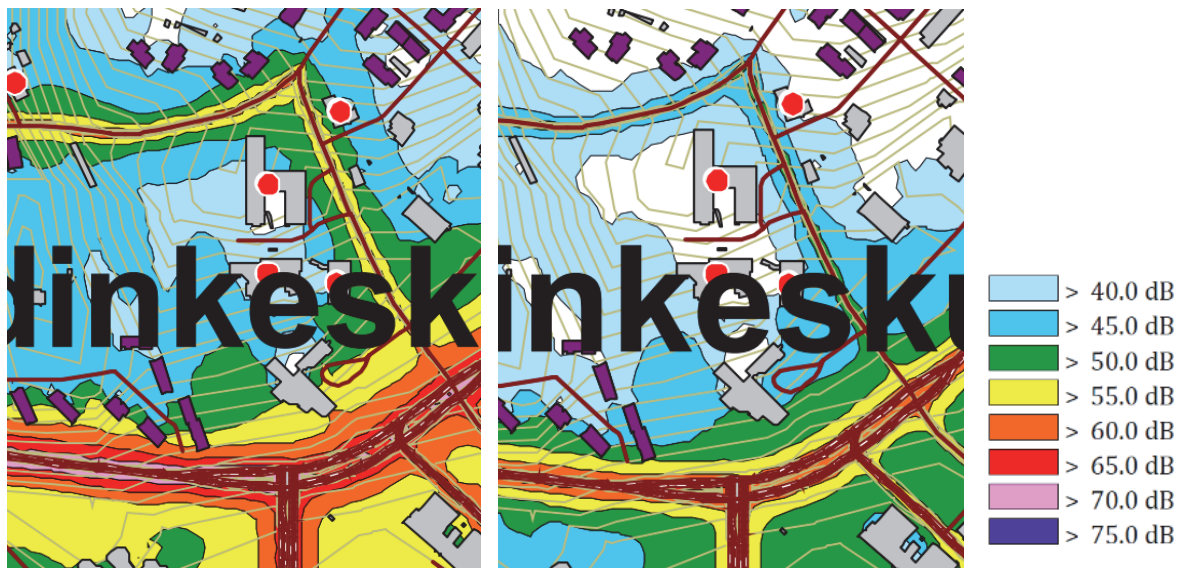 dinkesk
inkesku
> 40.0 dB
> 45.0 dB
> 50.0 dB
> 55.0 dB
> 60.0 dB
> 65.0 dB
> 70.0 dB
> 75.0 dB